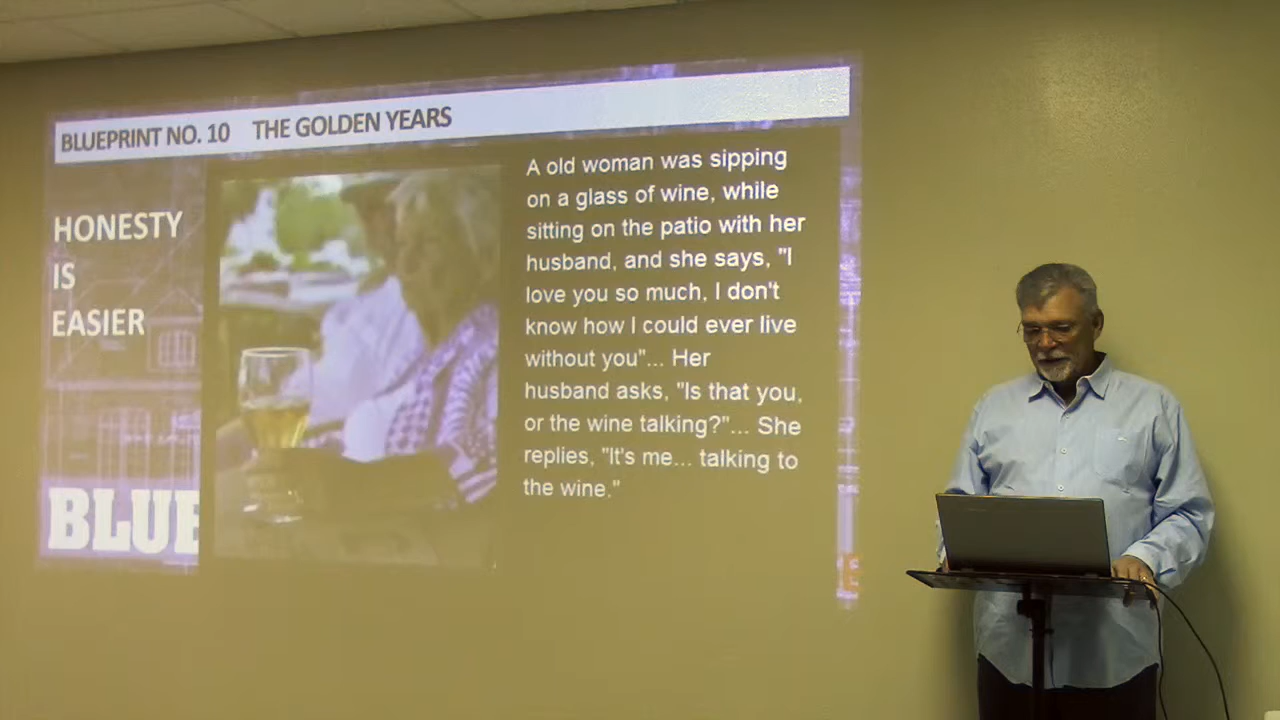 BLUEPRINT NO. 10 THE GOLDEN YEARS
HONESTY
IS
EASIER
BLUE
A old woman was sipping
on a glass of wine, while
sitting on the patio with her
husband, and she says, "I
love you so much, I don't
know how I could ever live
without you"... Her
husband asks, "Is that you,
or the wine talking?"... She
replies, "It's me... talking to
the wine."